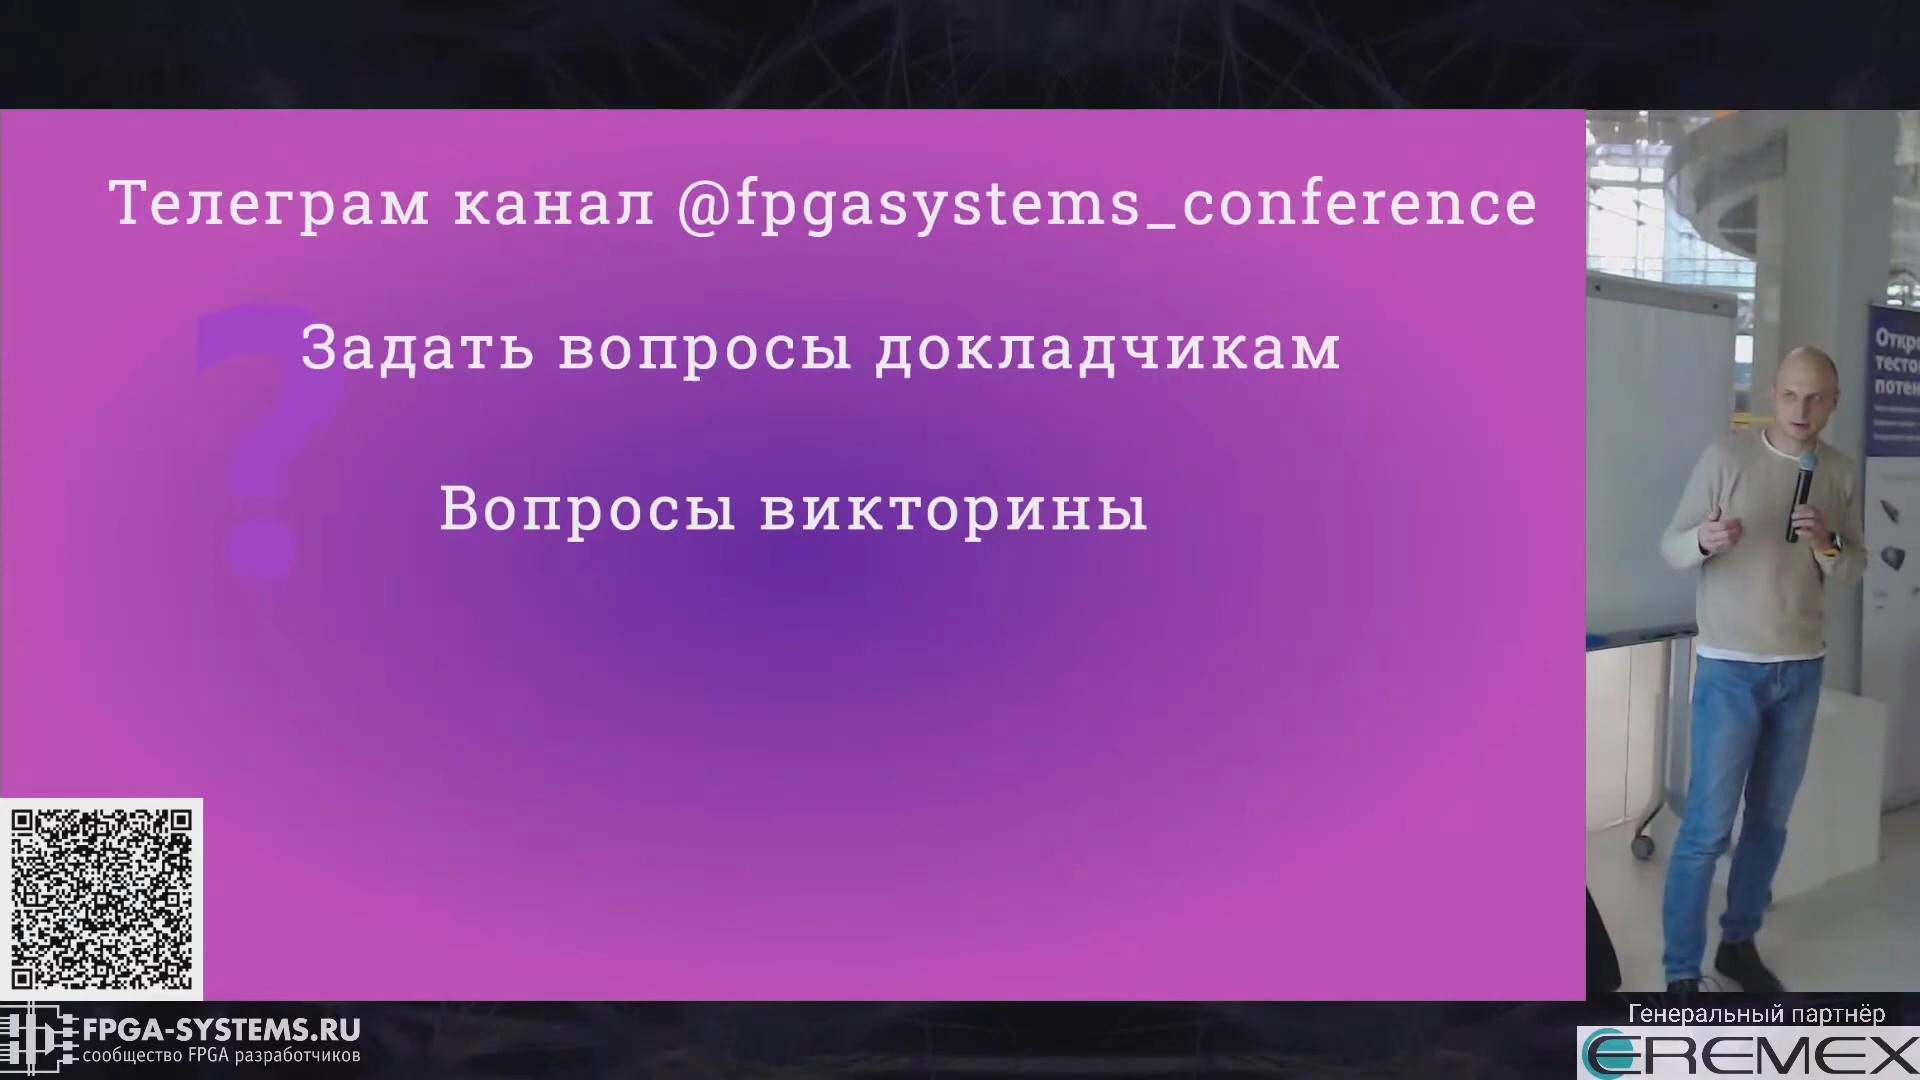 Телеграм канал @fpgasystems_conference
Задать вопросы докладчикам
Вопросы викторины
?
FPGA-SYSTEMS.RU
сообщество FPGA разработчиков
Генеральный партнёр
EREMEX